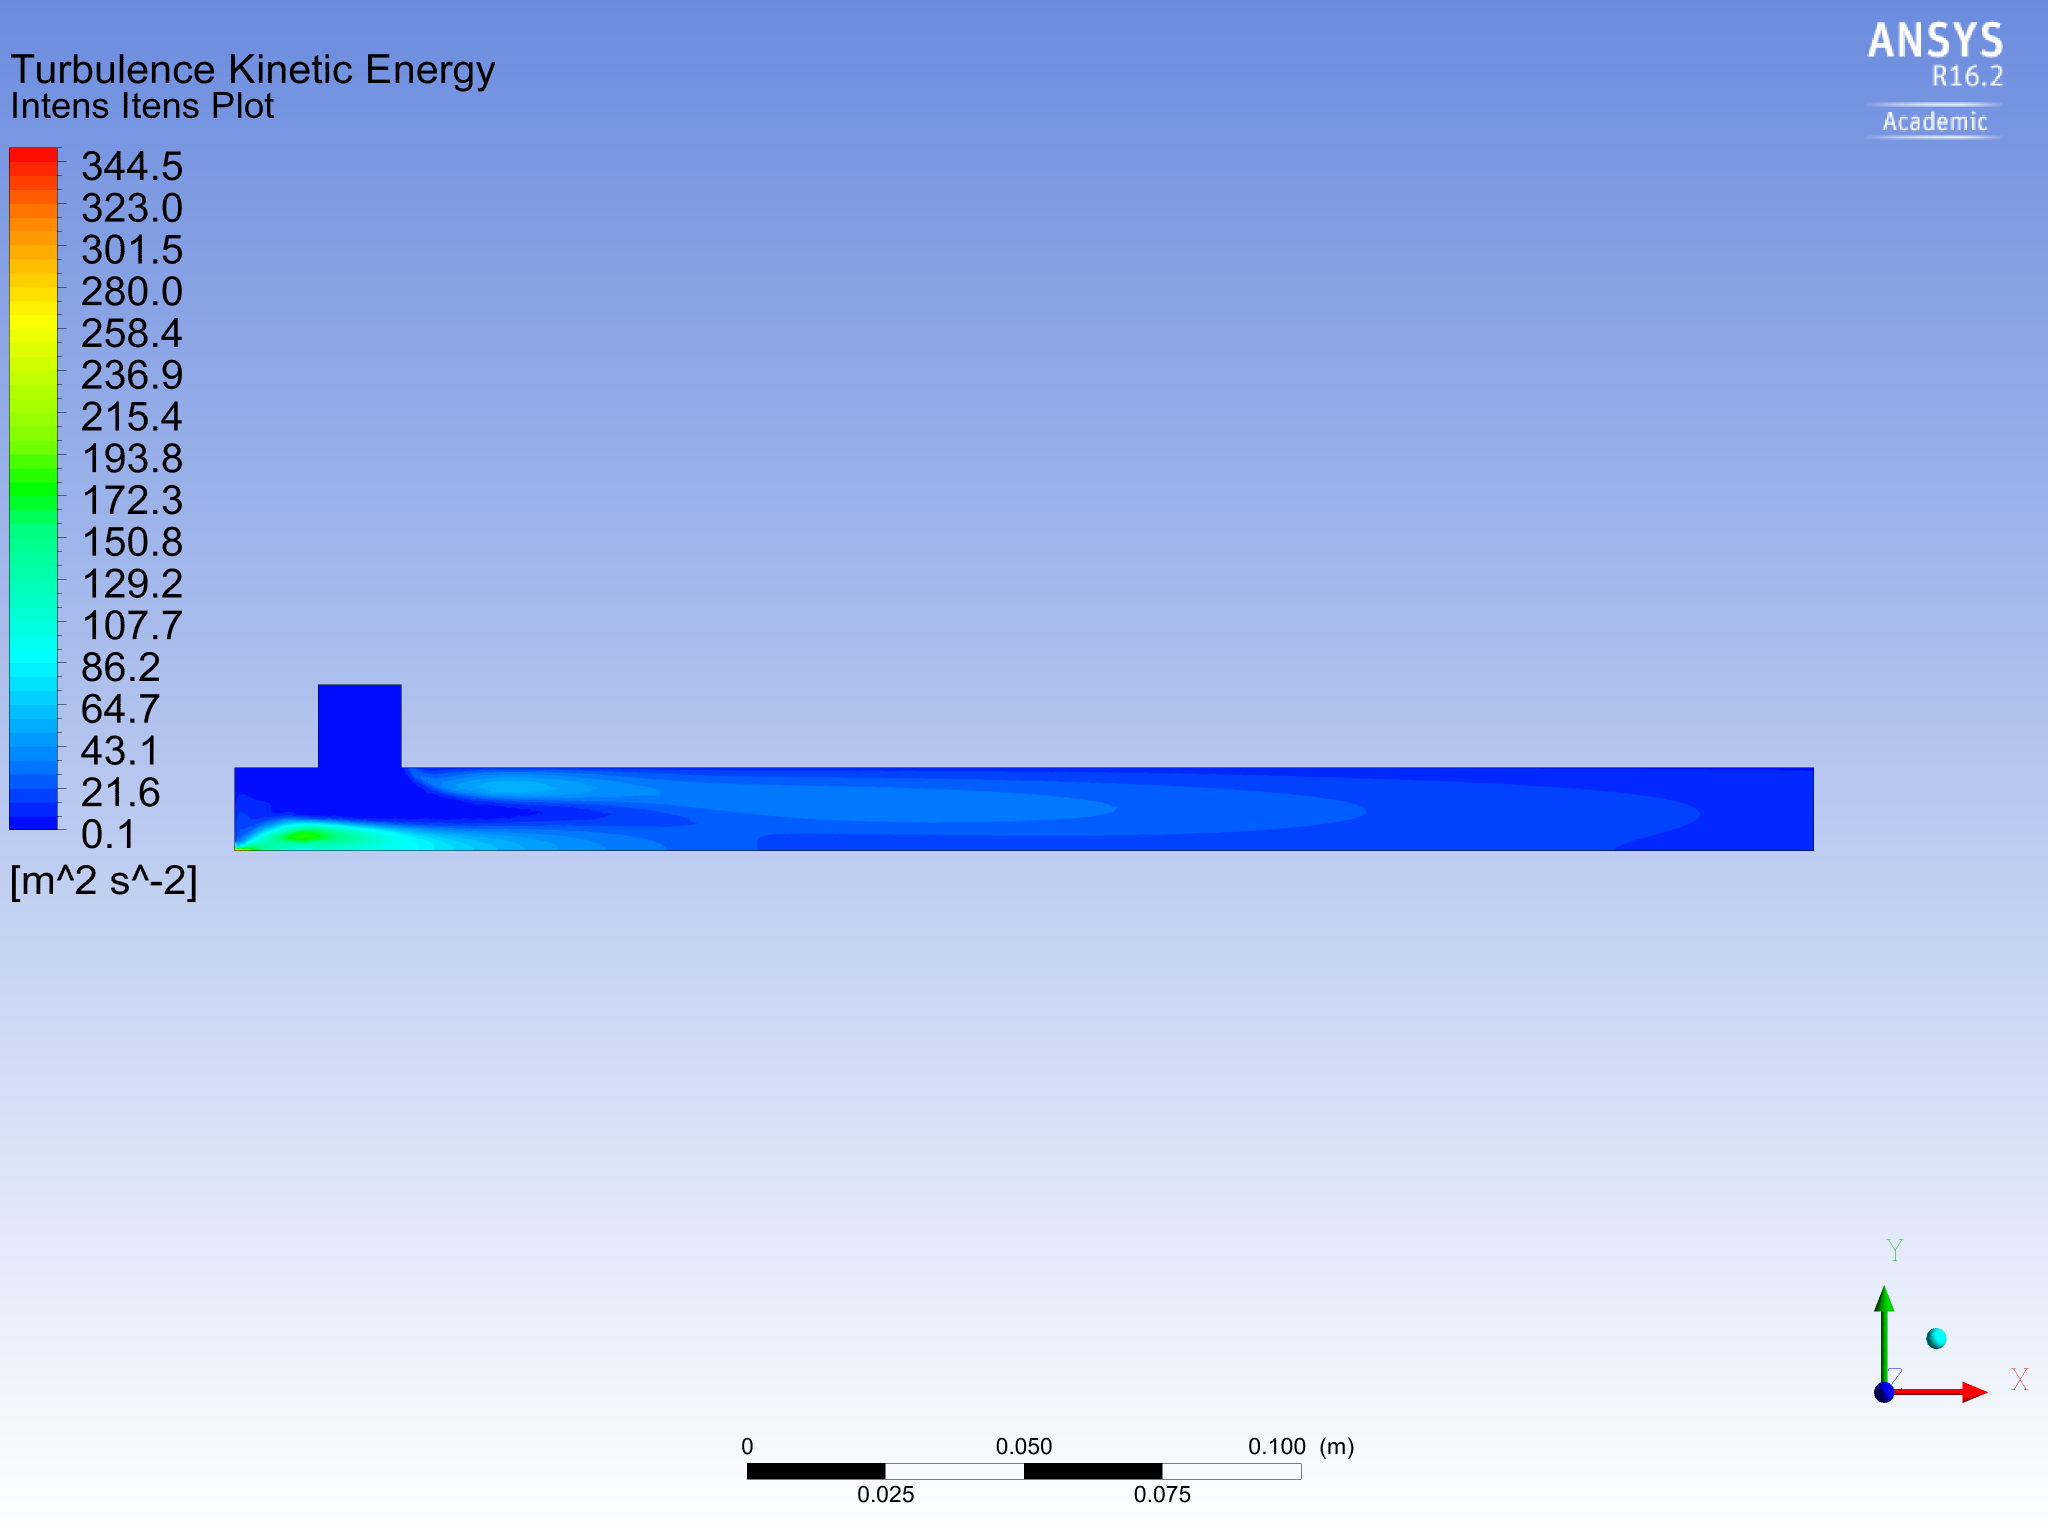 Turbulence Kinetic Energy
Intens Itens Plot
344.5
323.0
301.5
280.0
258.4
236.9
215.4
193.8
172.3
150.8
129.2
107.7
86.2
64.7
43.1
21.6
0.1
[m^2 s^-2]
ANSYS
R16.2
Academic
Y
Z
X
0 0.050 0.100 (m)
0.025 0.075